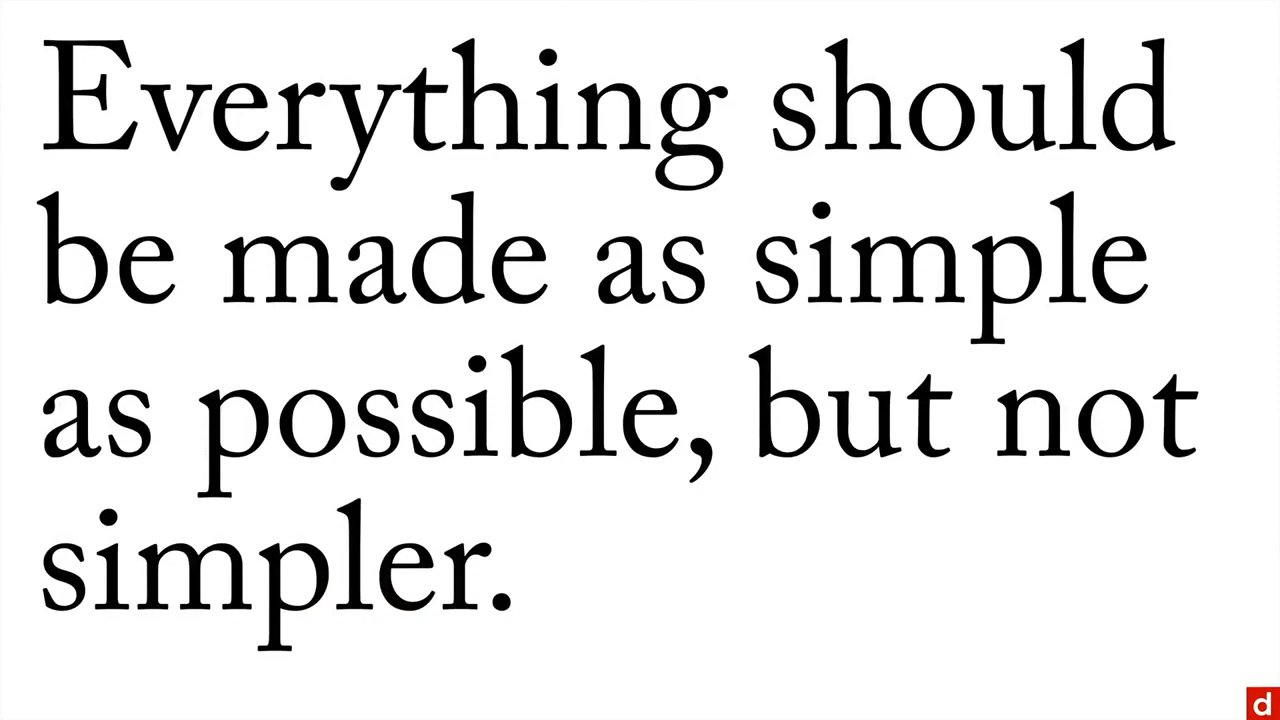 Everything should
be made as simple
as possible, but not
simpler.
d